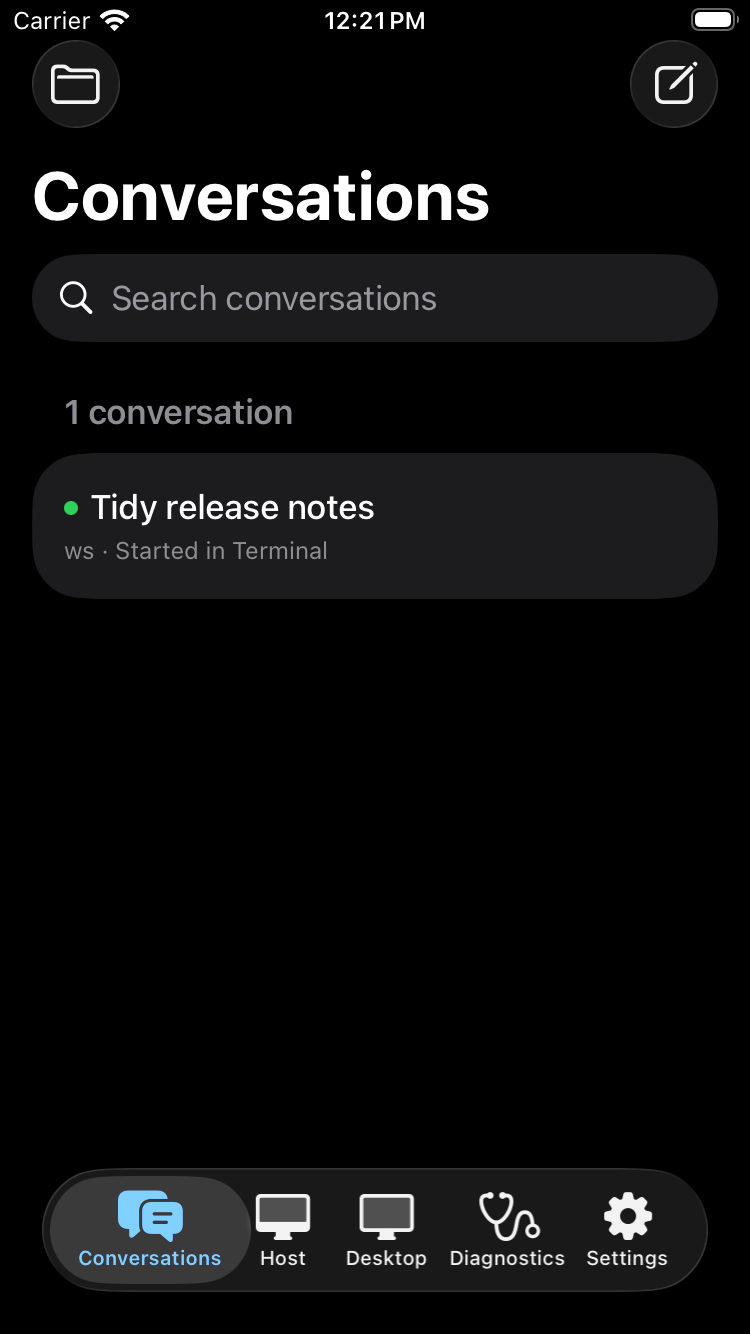 Carrier 12:21 PM
Conversations
Search conversations
1 conversation
Tidy release notes
ws · Started in Terminal
Conversations Host Desktop Diagnostics Settings